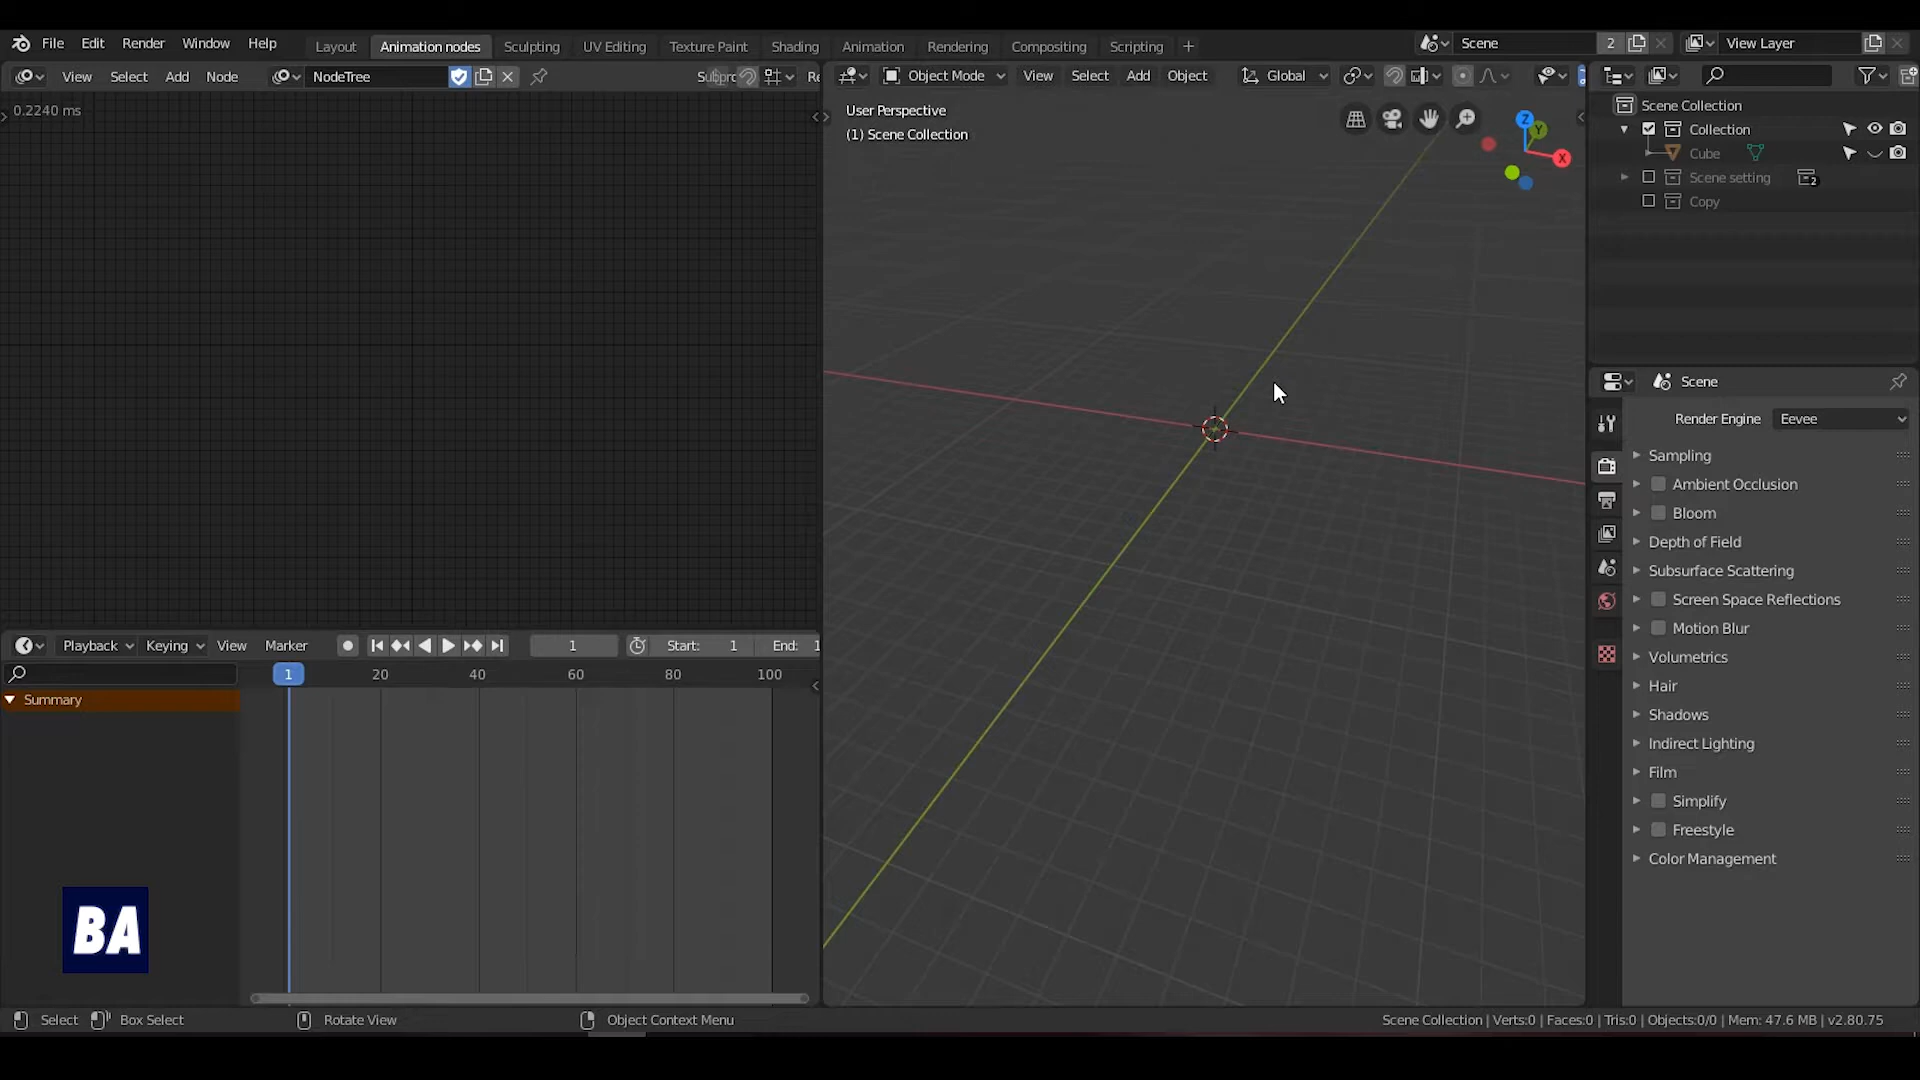 File Edit Render Window Help Layout Animation nodes Sculpting UV Editing Texture Paint Shading Animation Rendering Compositing Scripting + Scene 2 View Layer
View Select Add Node NodeTree
Object Mode View Select Add Object Global
0.2240 ms
User Perspective
(1) Scene Collection
Z
Y
X
Scene Collection
Collection
Cube
Scene setting 2
Copy
Scene
Render Engine Eevee
Sampling
Ambient Occlusion
Bloom
Depth of Field
Subsurface Scattering
Screen Space Reflections
Motion Blur
Volumetrics
Hair
Shadows
Indirect Lighting
Film
Simplify
Freestyle
Color Management
Playback Keying View Marker 1 Start: 1 End: 1
1 20 40 60 80 100
Summary
BA
Select Box Select Rotate View Object Context Menu
Scene Collection | Verts:0 | Faces:0 | Tris:0 | Objects:0/0 | Mem: 47.6 MB | v2.80.75